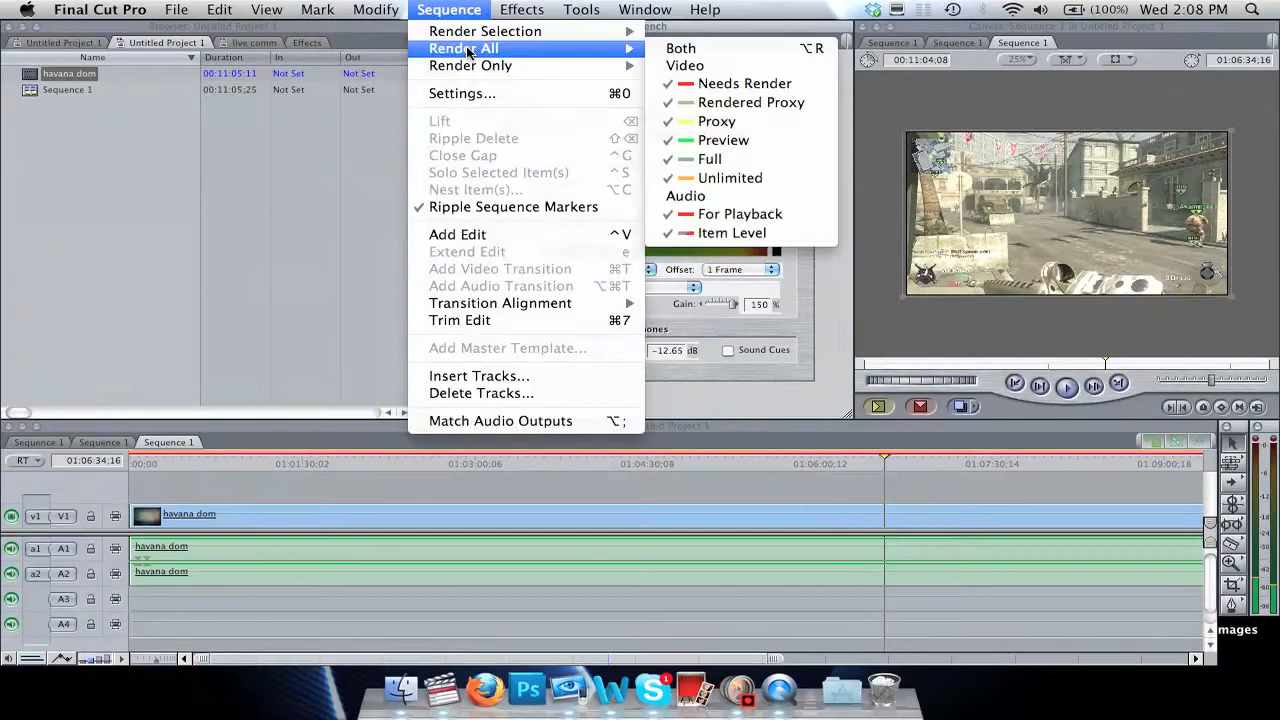 Final Cut Pro File Edit View Mark Modify Sequence Effects Tools Window Help (100%) Wed 2:08 PM
Browser: Untitled Project 1
Canvas: Sequence 1
Untitled Project 1 Untitled Project 1 live comm Effects
Name Duration In Out
havana dom 00:11:05:11 Not Set Not Set
Sequence 1 00:11:05;25 Not Set Not Set
Render Selection
Render All
Render Only
Settings... ⌘0
Lift ⌫
Ripple Delete ⇧⌫
Close Gap ^G
Solo Selected Item(s) ^S
Nest Item(s)... ⌥C
✓ Ripple Sequence Markers
Add Edit ^V
Extend Edit e
Add Video Transition ⌘T
Add Audio Transition ⌥⌘T
Transition Alignment
Trim Edit ⌘7
Add Master Template...
Insert Tracks...
Delete Tracks...
Match Audio Outputs ⌥;
Both ⌥R
Video
✓ Needs Render
✓ Rendered Proxy
✓ Proxy
✓ Preview
✓ Full
✓ Unlimited
Audio
✓ For Playback
✓ Item Level
Offset: 1 Frame
Gain: 150 %
-12.65 dB Sound Cues
Sequence 1 Sequence 1 Sequence 1
00:11:04;08 25% 01:06:34;16
Sequence 1 Sequence 1 Sequence 1
RT 01:06:34;16 :00;00 01:01:30;02 01:03:00;06 01:04:30;08 01:06:00;12 01:07:30;14 01:09:00;18
v1 V1 havana dom
a1 A1 havana dom
a2 A2 havana dom
A3
A4
mages
Ps
W
S 1